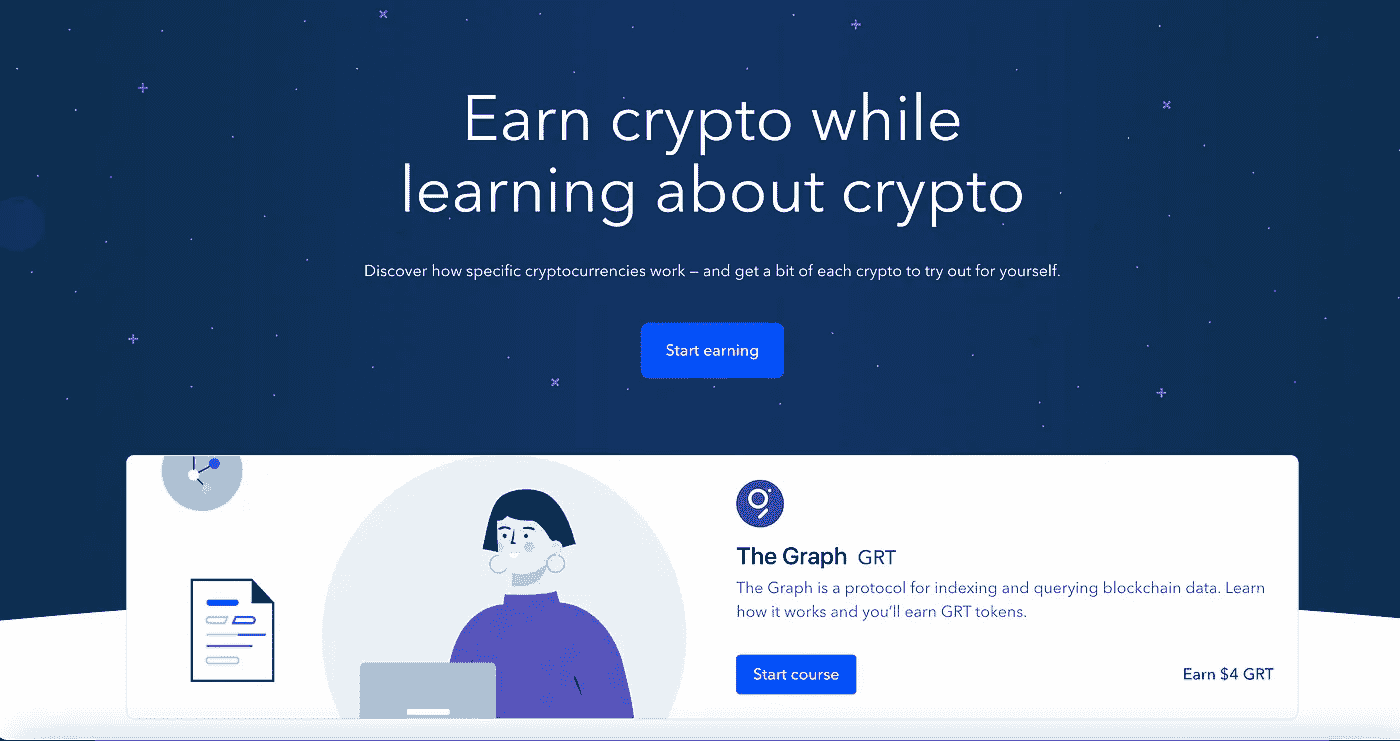 Earn crypto while
learning about crypto
Discover how specific cryptocurrencies work – and get a bit of each crypto to try out for yourself.
Start earning
The Graph GRT
The Graph is a protocol for indexing and querying blockchain data. Learn
how it works and you’ll earn GRT tokens.
Start course
Earn $4 GRT